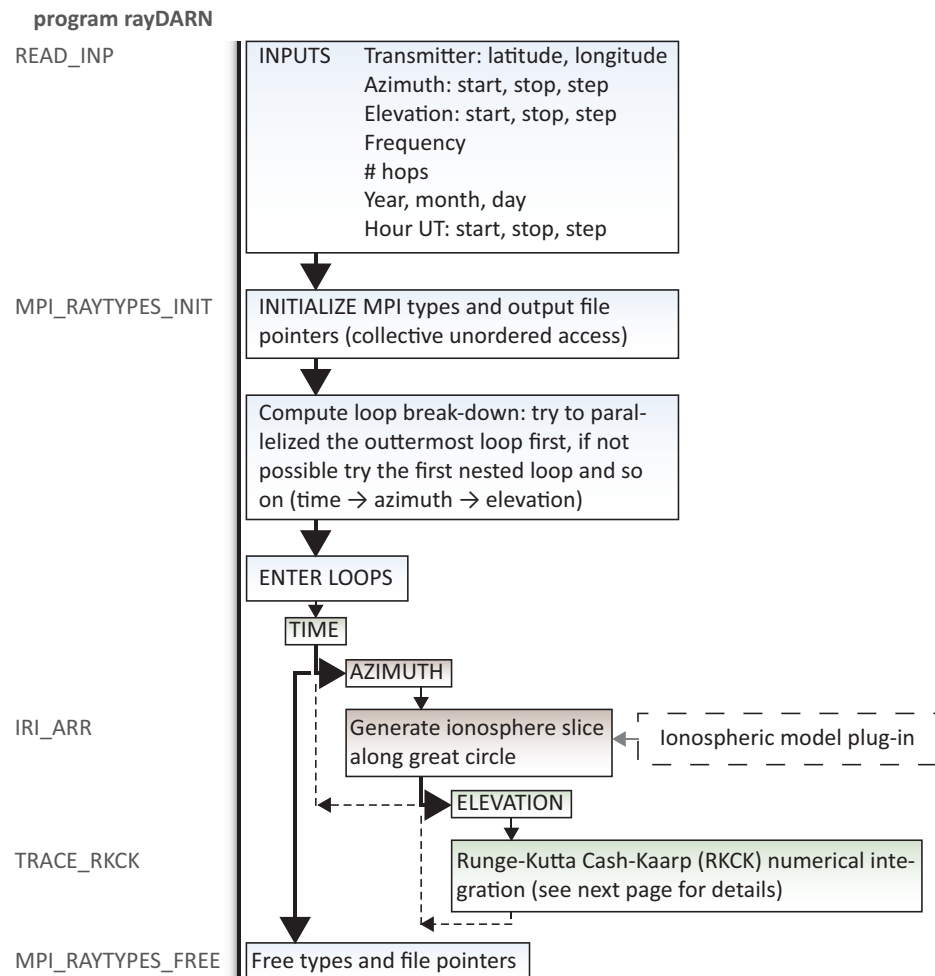 program rayDARN
READ_INP
INPUTS Transmitter: latitude, longitude
Azimuth: start, stop, step
Elevation: start, stop, step
Frequency
# hops
Year, month, day
Hour UT: start, stop, step
MPI_RAYTYPES_INIT
INITIALIZE MPI types and output file
pointers (collective unordered access)
Compute loop break-down: try to paral-
lelized the outtermost loop first, if not
possible try the first nested loop and so
on (time → azimuth → elevation)
ENTER LOOPS
TIME
AZIMUTH
IRI_ARR
Generate ionosphere slice
along great circle
Ionospheric model plug-in
ELEVATION
TRACE_RKCK
Runge-Kutta Cash-Kaarp (RKCK) numerical inte-
gration (see next page for details)
MPI_RAYTYPES_FREE
Free types and file pointers